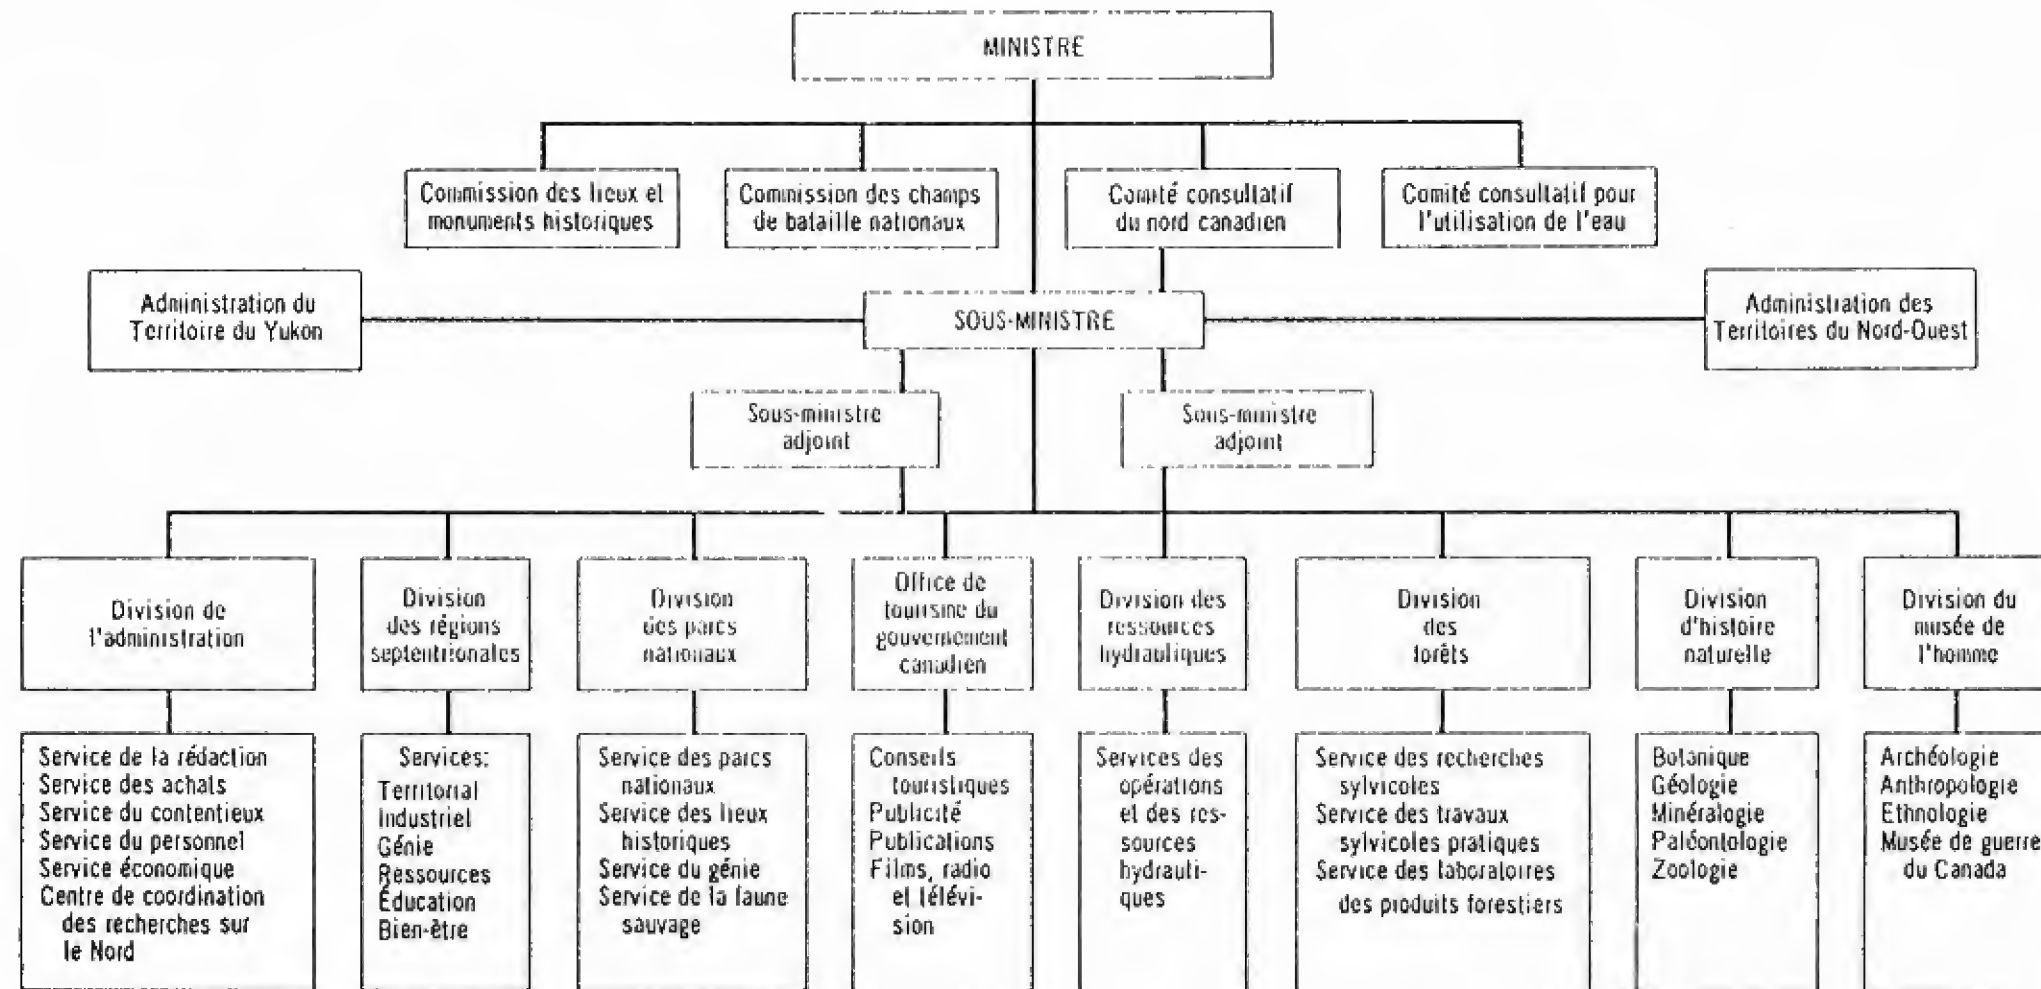 MINISTRE
Commission des lieux et
monuments historiques
Commission des champs
de bataille nationaux
Comité consultatif
du nord canadien
Comité consultatif pour
l'utilisation de l'eau
Administration du
Territoire du Yukon
SOUS-MINISTRE
Administration des
Territoires du Nord-Ouest
Sous-ministre
adjoint
Sous-ministre
adjoint
Division de
l'administration
Division
des régions
septentrionales
Division
des parcs
nationaux
Office de
tourisme du
gouvernement
canadien
Division des
ressources
hydrauliques
Division
des
forêts
Division
d'histoire
naturelle
Division du
musée de
l'homme
Service de la rédaction
Service des achats
Service du contentieux
Service du personnel
Service économique
Centre de coordination
des recherches sur
le Nord
Services:
Territorial
Industriel
Génie
Ressources
Éducation
Bien-être
Service des parcs
nationaux
Service des lieux
historiques
Service du génie
Service de la faune
sauvage
Conseils
touristiques
Publicité
Publications
Films, radio
et télévi-
sion
Services des
opérations
et des res-
sources
hydrauli-
ques
Service des recherches
sylvicoles
Service des travaux
sylvicoles pratiques
Service des laboratoires
des produits forestiers
Botanique
Géologie
Minéralogie
Paléontologie
Zoologie
Archéologie
Anthropologie
Ethnologie
Musée de guerre
du Canada